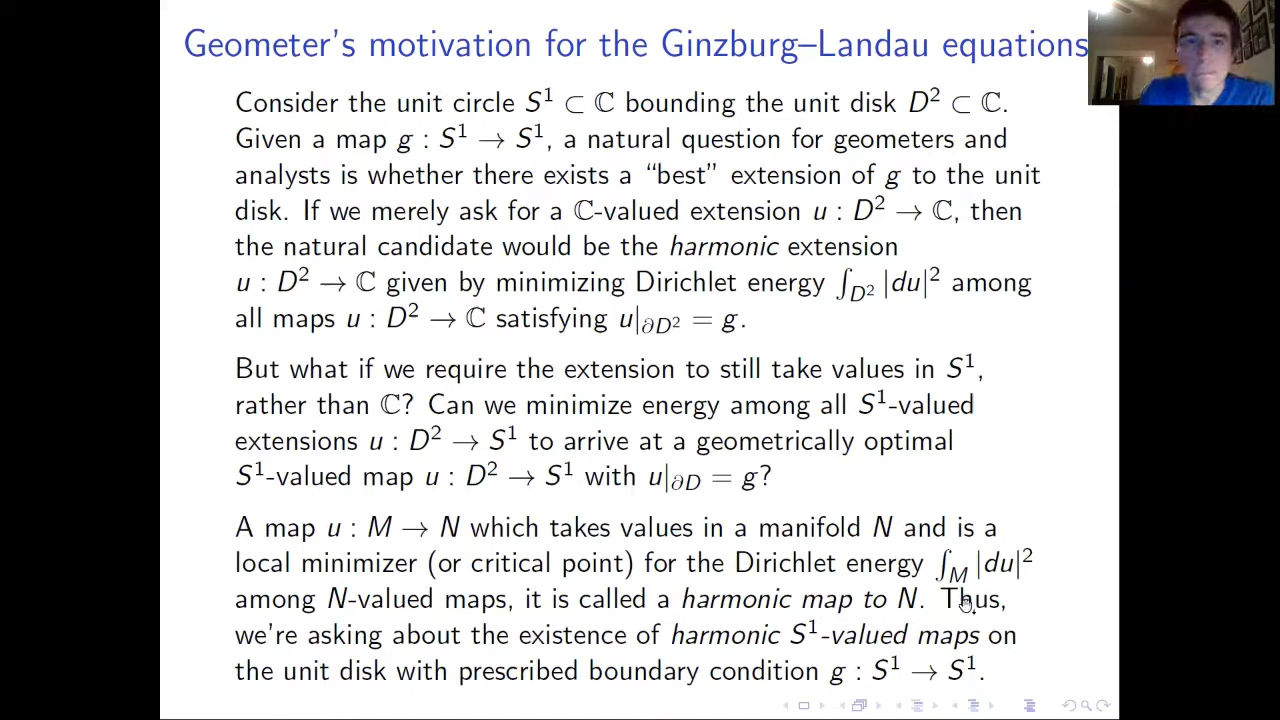 Geometer's motivation for the Ginzburg–Landau equations
Consider the unit circle S¹ ⊂ ℂ bounding the unit disk D² ⊂ ℂ.
Given a map g : S¹ → S¹, a natural question for geometers and
analysts is whether there exists a “best” extension of g to the unit
disk. If we merely ask for a ℂ-valued extension u : D² → ℂ, then
the natural candidate would be the harmonic extension
u : D² → ℂ given by minimizing Dirichlet energy ∫_{D²} |du|² among
all maps u : D² → ℂ satisfying u|_{∂D²} = g.
But what if we require the extension to still take values in S¹,
rather than ℂ? Can we minimize energy among all S¹-valued
extensions u : D² → S¹ to arrive at a geometrically optimal
S¹-valued map u : D² → S¹ with u|_{∂D} = g?
A map u : M → N which takes values in a manifold N and is a
local minimizer (or critical point) for the Dirichlet energy ∫_M |du|²
among N-valued maps, it is called a harmonic map to N. Thus,
we're asking about the existence of harmonic S¹-valued maps on
the unit disk with prescribed boundary condition g : S¹ → S¹.